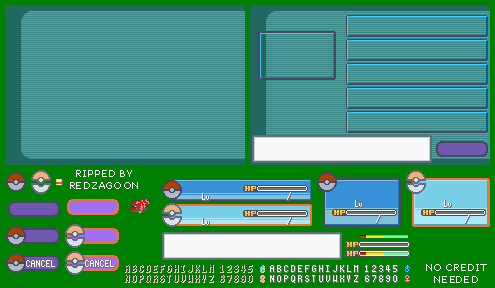 RIPPED BY
REDZAGOON
HP
Lv /
HP
Lv /
Lv
HP
/
Lv
HP
/
CANCEL
CANCEL
HP
HP
HP
ABCDEFGHIJKLM 12345 ♂
NOPQRSTUVWXYZ 67890 ♀
ABCDEFGHIJKLM 12345 ♂
NOPQRSTUVWXYZ 67890 ♀
NO CREDIT
NEEDED